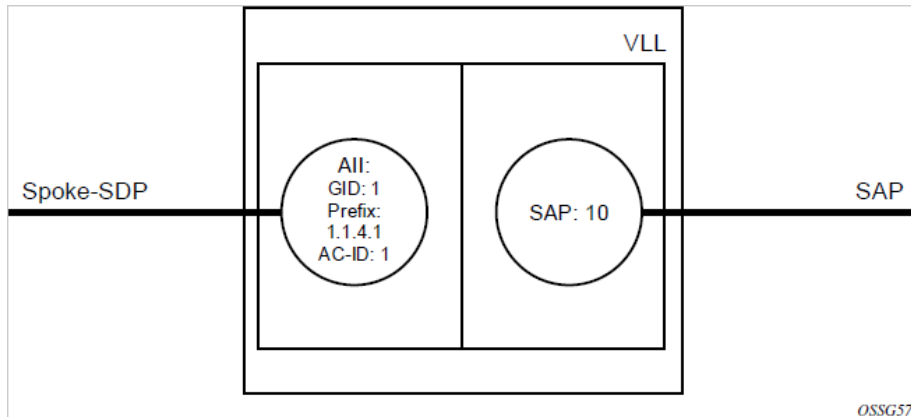 VLL
Spoke-SDP
AII:
GID: 1
Prefix:
1.1.4.1
AC-ID: 1
SAP: 10
SAP
OSSG57